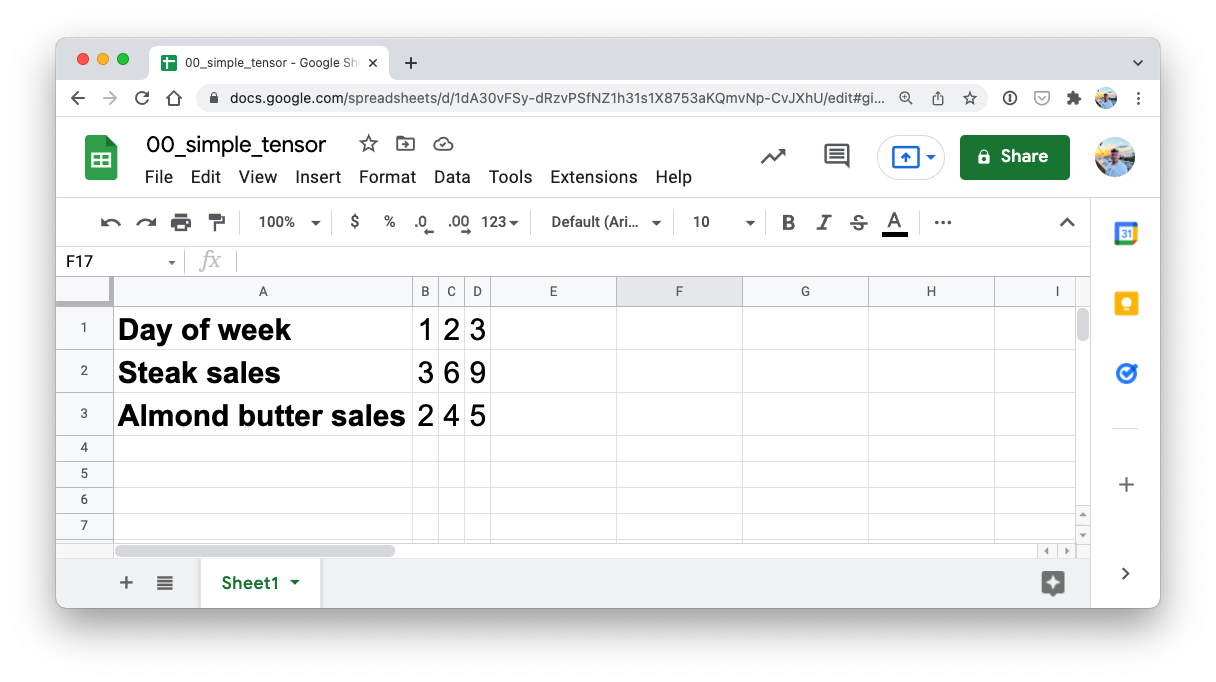 00_simple_tensor - Google Sh
docs.google.com/spreadsheets/d/1dA30vFSy-dRzvPSfNZ1h31s1X8753aKQmvNp-CvJXhU/edit#gi...
00_simple_tensor
Share
File Edit View Insert Format Data Tools Extensions Help
100% $ % .0 .00 123 Default (Ari... 10 B I S A ...
31
F17 fx
A B C D E F G H I
1 Day of week 1 2 3
2 Steak sales 3 6 9
3 Almond butter sales 2 4 5
4
5
6
7
Sheet1